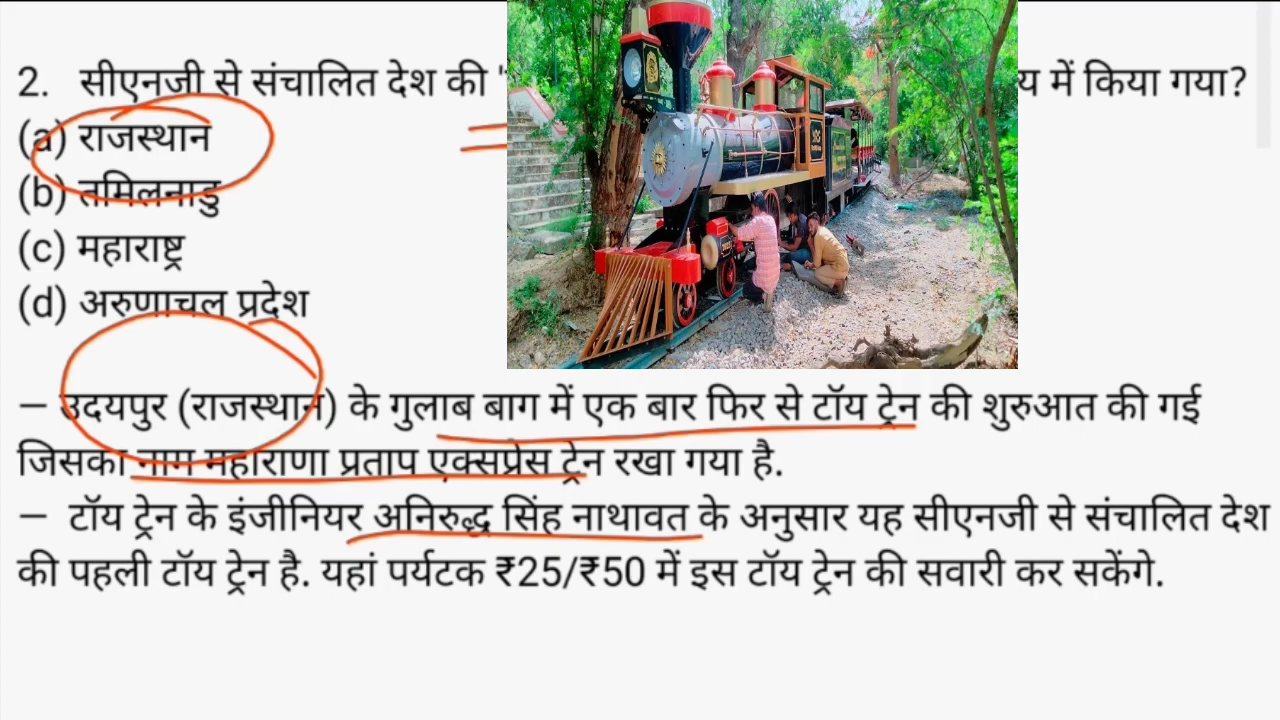 2. सीएनजी से संचालित देश की ' य में किया गया?
(a) राजस्थान
(b) तमिलनाडु
(c) महाराष्ट्र
(d) अरुणाचल प्रदेश
– उदयपुर (राजस्थान) के गुलाब बाग में एक बार फिर से टॉय ट्रेन की शुरुआत की गई
जिसका नाम महाराणा प्रताप एक्सप्रेस ट्रेन रखा गया है.
– टॉय ट्रेन के इंजीनियर अनिरुद्ध सिंह नाथावत के अनुसार यह सीएनजी से संचालित देश
की पहली टॉय ट्रेन है. यहां पर्यटक ₹25/₹50 में इस टॉय ट्रेन की सवारी कर सकेंगे.